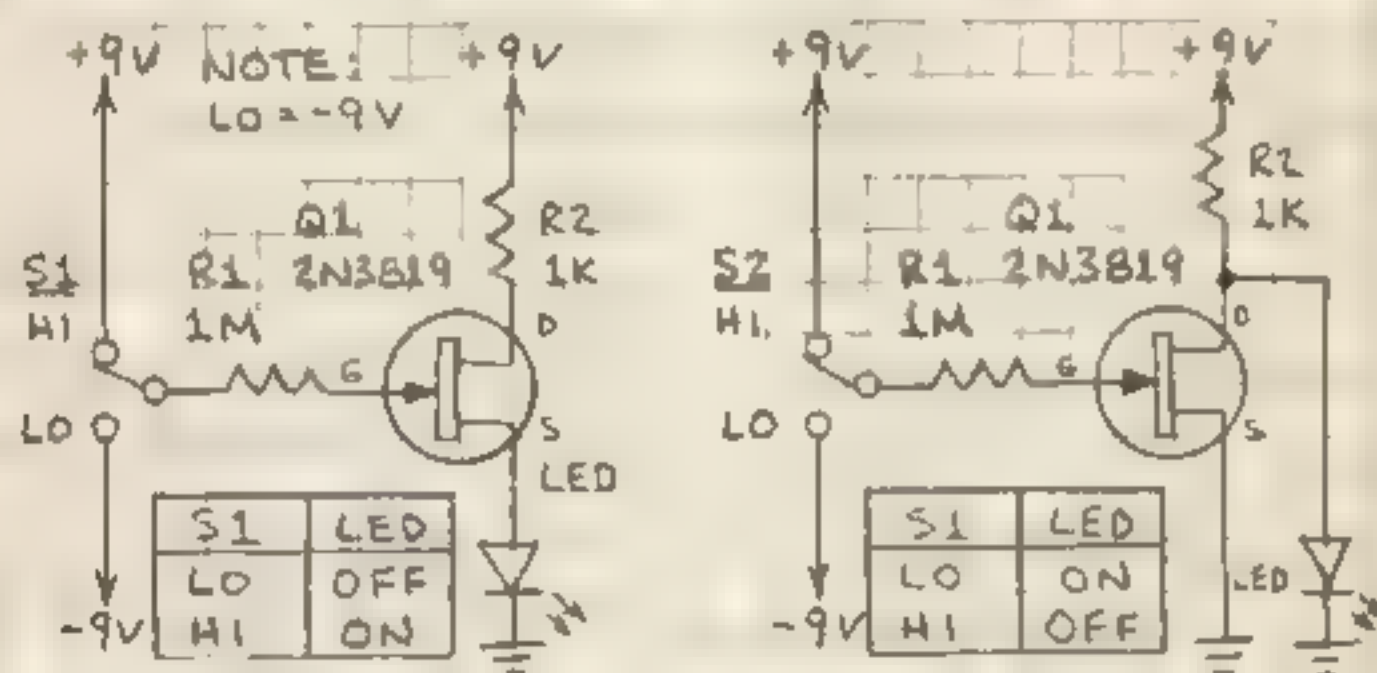 +9V
NOTE:
LO = -9V
+9V
Q1
2N3819
R1
1M
R2
1K
S1
HI
LO
G
D
S
LED
-9V
S1 LED
LO OFF
HI ON
+9V
+9V
R2
1K
Q1
2N3819
R1
1M
S2
HI
LO
G
D
S
LED
-9V
S1 LED
LO ON
HI OFF